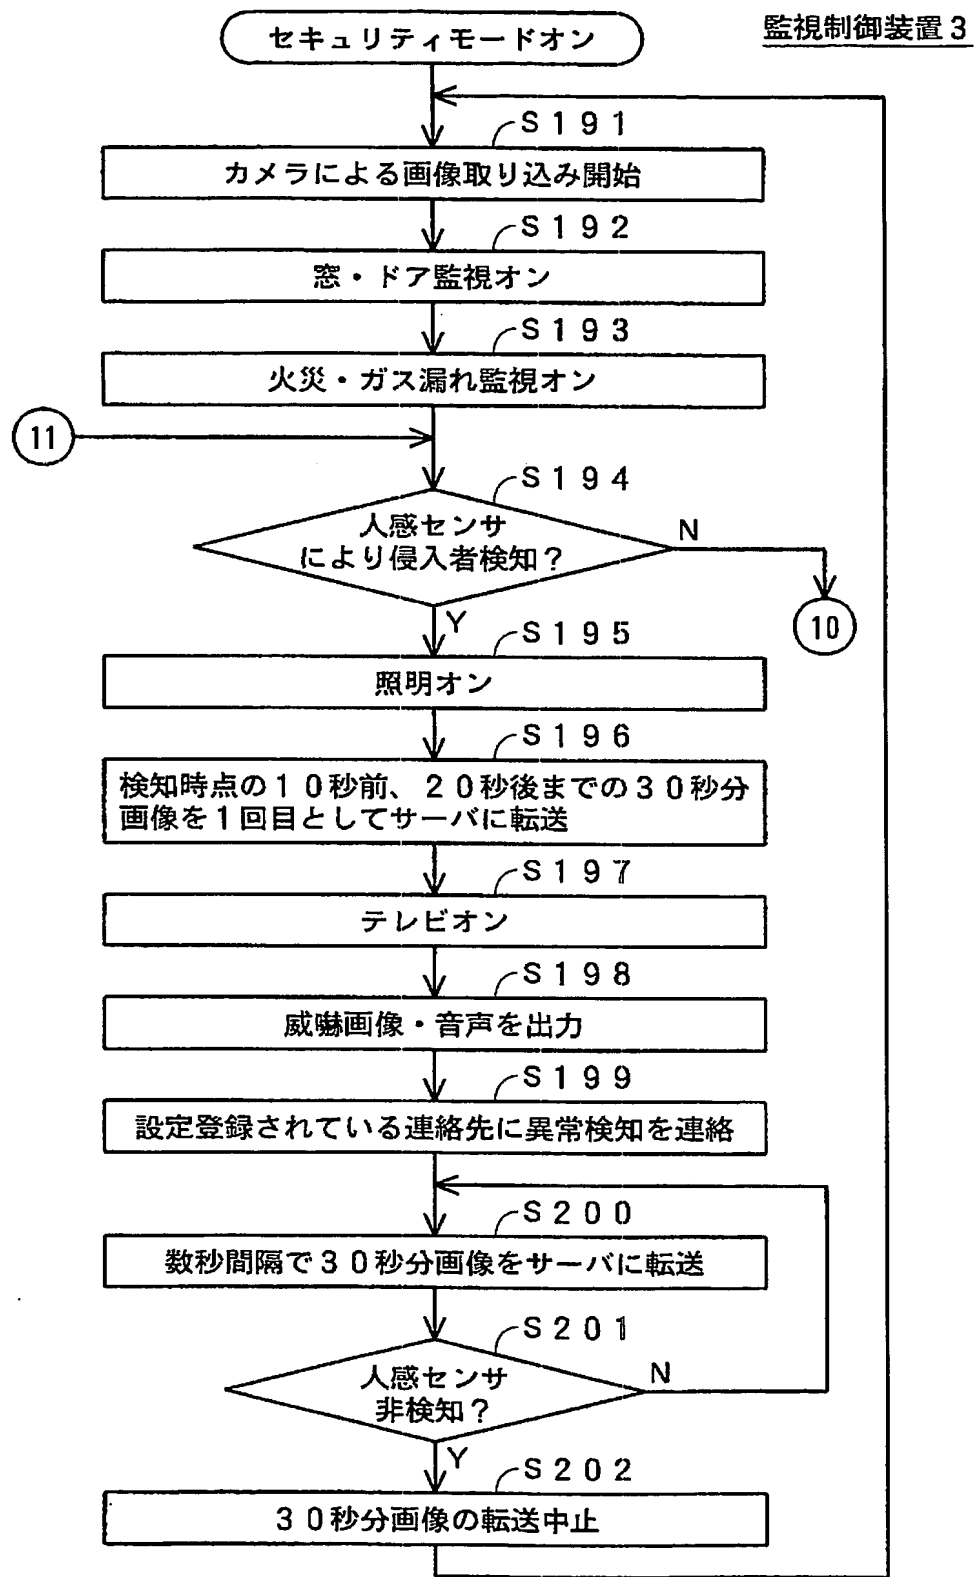 監視制御装置3
セキュリティモードオン
S191
カメラによる画像取り込み開始
S192
窓・ドア監視オン
S193
火災・ガス漏れ監視オン
11
S194
人感センサ
により侵入者検知？
N
10
Y
S195
照明オン
S196
検知時点の10秒前、20秒後までの30秒分
画像を1回目としてサーバに転送
S197
テレビオン
S198
威嚇画像・音声を出力
S199
設定登録されている連絡先に異常検知を連絡
S200
数秒間隔で30秒分画像をサーバに転送
S201
人感センサ
非検知？
N
Y
S202
30秒分画像の転送中止